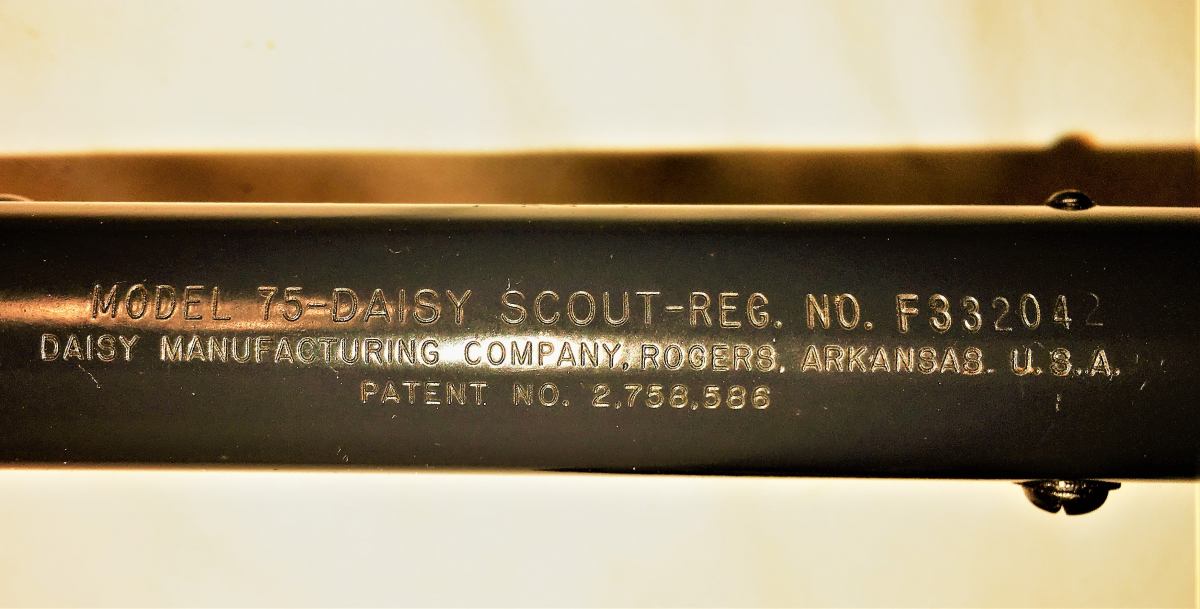 MODEL 75-DAISY SCOUT-REG. NO. F332042
DAISY MANUFACTURING COMPANY, ROGERS, ARKANSAS. U.S.A.
PATENT NO. 2,758,586